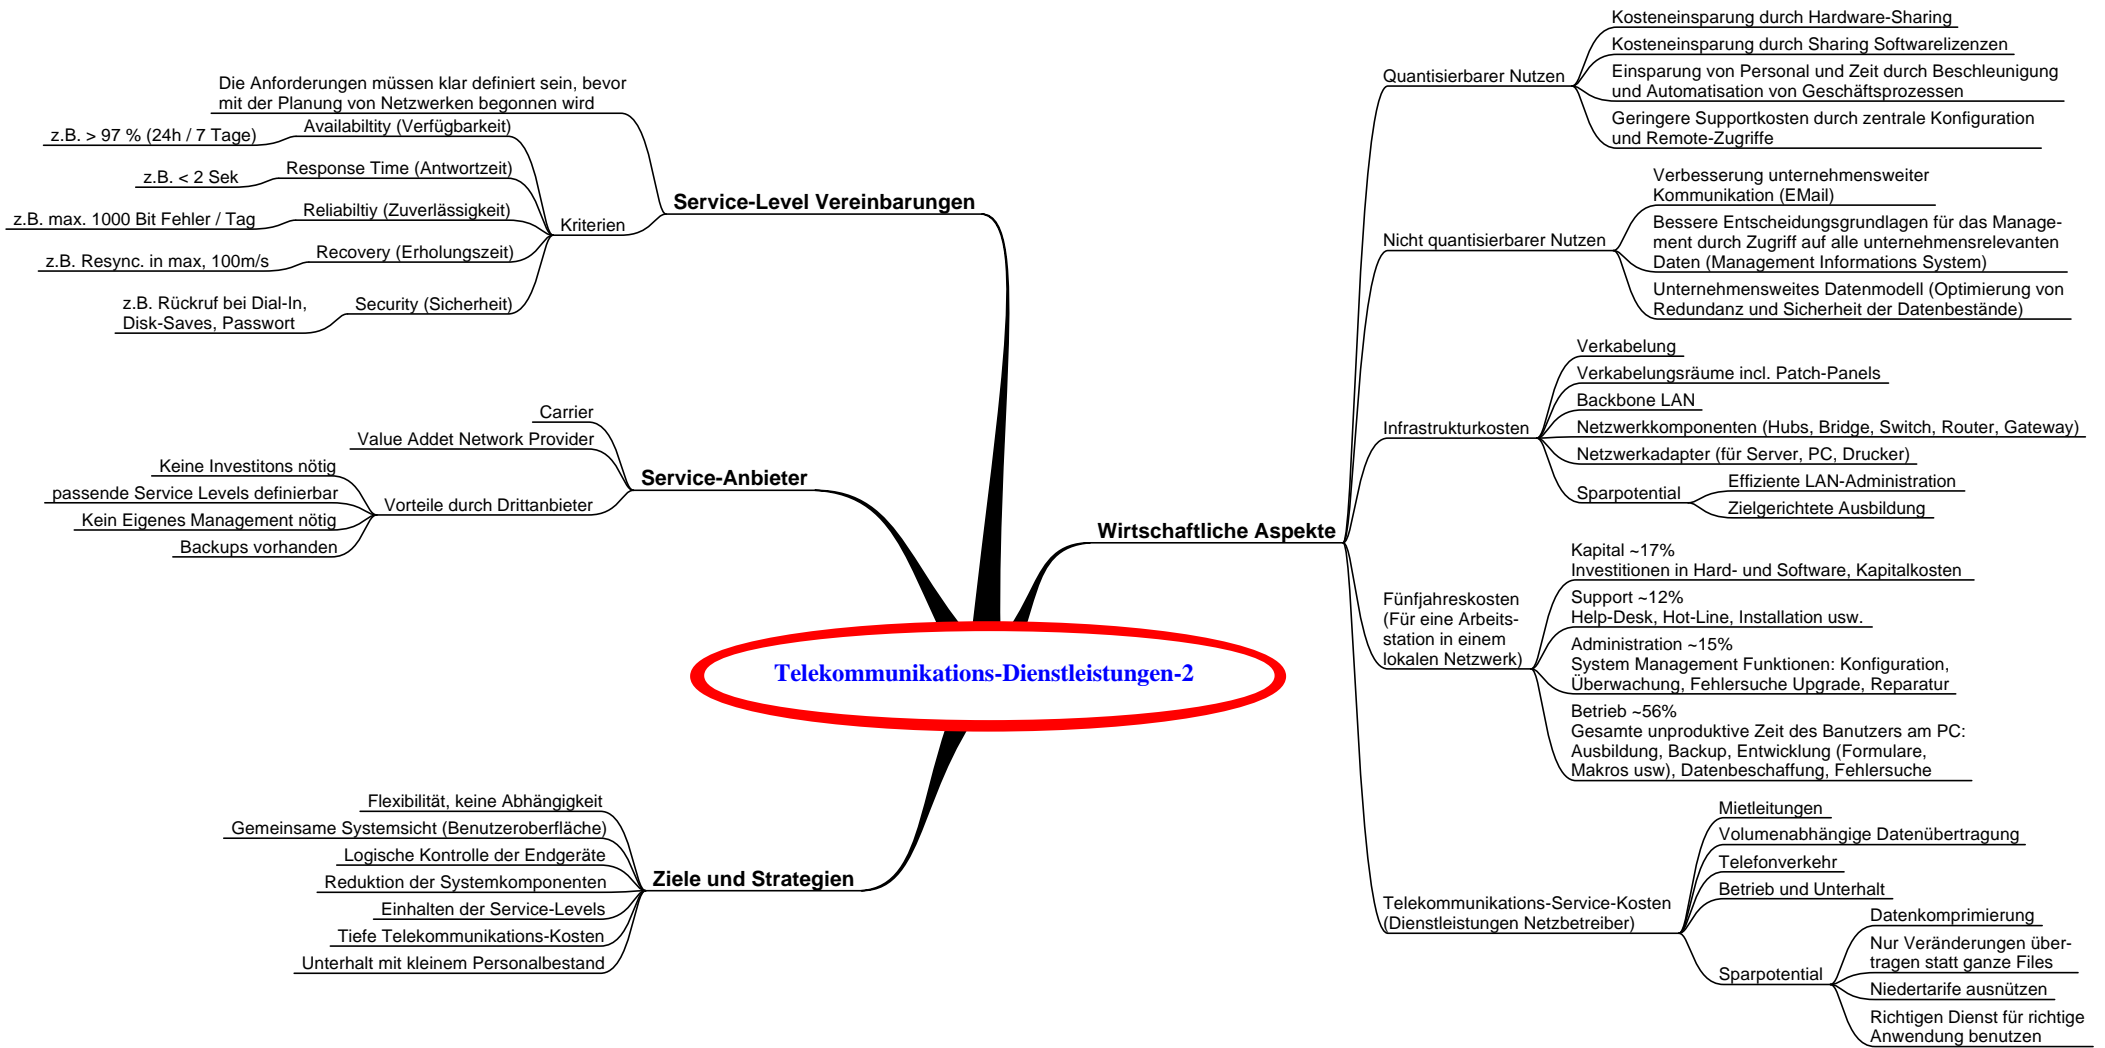 Telekommunikations-Dienstleistungen-2
Service-Level Vereinbarungen
Die Anforderungen müssen klar definiert sein, bevor
mit der Planung von Netzwerken begonnen wird
Kriterien
Availabiltity (Verfügbarkeit)
z.B. > 97 % (24h / 7 Tage)
Response Time (Antwortzeit)
z.B. < 2 Sek
Reliabiltiy (Zuverlässigkeit)
z.B. max. 1000 Bit Fehler / Tag
Recovery (Erholungszeit)
z.B. Resync. in max, 100m/s
Security (Sicherheit)
z.B. Rückruf bei Dial-In,
Disk-Saves, Passwort
Service-Anbieter
Carrier
Value Addet Network Provider
Vorteile durch Drittanbieter
Keine Investitons nötig
passende Service Levels definierbar
Kein Eigenes Management nötig
Backups vorhanden
Ziele und Strategien
Flexibilität, keine Abhängigkeit
Gemeinsame Systemsicht (Benutzeroberfläche)
Logische Kontrolle der Endgeräte
Reduktion der Systemkomponenten
Einhalten der Service-Levels
Tiefe Telekommunikations-Kosten
Unterhalt mit kleinem Personalbestand
Wirtschaftliche Aspekte
Quantisierbarer Nutzen
Kosteneinsparung durch Hardware-Sharing
Kosteneinsparung durch Sharing Softwarelizenzen
Einsparung von Personal und Zeit durch Beschleunigung
und Automatisation von Geschäftsprozessen
Geringere Supportkosten durch zentrale Konfiguration
und Remote-Zugriffe
Nicht quantisierbarer Nutzen
Verbesserung unternehmensweiter
Kommunikation (EMail)
Bessere Entscheidungsgrundlagen für das Manage-
ment durch Zugriff auf alle unternehmensrelevanten
Daten (Management Informations System)
Unternehmensweites Datenmodell (Optimierung von
Redundanz und Sicherheit der Datenbestände)
Infrastrukturkosten
Verkabelung
Verkabelungsräume incl. Patch-Panels
Backbone LAN
Netzwerkkomponenten (Hubs, Bridge, Switch, Router, Gateway)
Netzwerkadapter (für Server, PC, Drucker)
Sparpotential
Effiziente LAN-Administration
Zielgerichtete Ausbildung
Fünfjahreskosten
(Für eine Arbeits-
station in einem
lokalen Netzwerk)
Kapital ~17%
Investitionen in Hard- und Software, Kapitalkosten
Support ~12%
Help-Desk, Hot-Line, Installation usw.
Administration ~15%
System Management Funktionen: Konfiguration,
Überwachung, Fehlersuche Upgrade, Reparatur
Betrieb ~56%
Gesamte unproduktive Zeit des Banutzers am PC:
Ausbildung, Backup, Entwicklung (Formulare,
Makros usw), Datenbeschaffung, Fehlersuche
Telekommunikations-Service-Kosten
(Dienstleistungen Netzbetreiber)
Mietleitungen
Volumenabhängige Datenübertragung
Telefonverkehr
Betrieb und Unterhalt
Sparpotential
Datenkomprimierung
Nur Veränderungen über-
tragen statt ganze Files
Niedertarife ausnützen
Richtigen Dienst für richtige
Anwendung benutzen